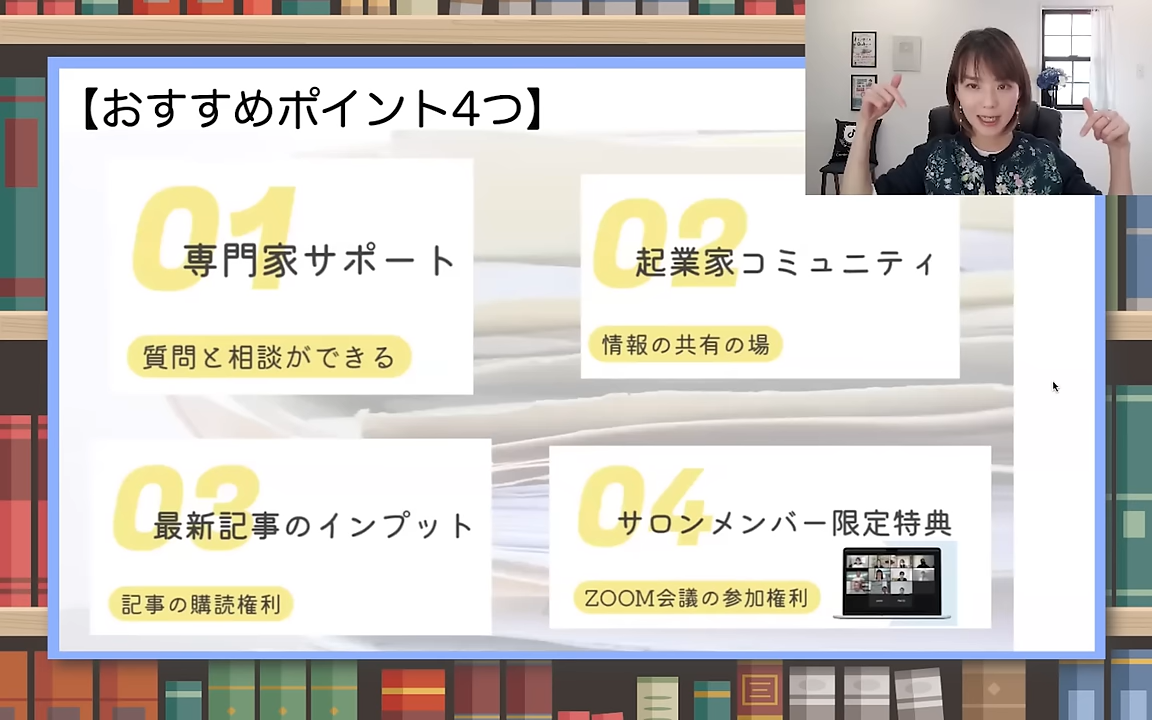 【おすすめポイント4つ】
01
専門家サポート
質問と相談ができる
02
起業家コミュニティ
情報の共有の場
03
最新記事のインプット
記事の購読権利
04
サロンメンバー限定特典
ZOOM会議の参加権利